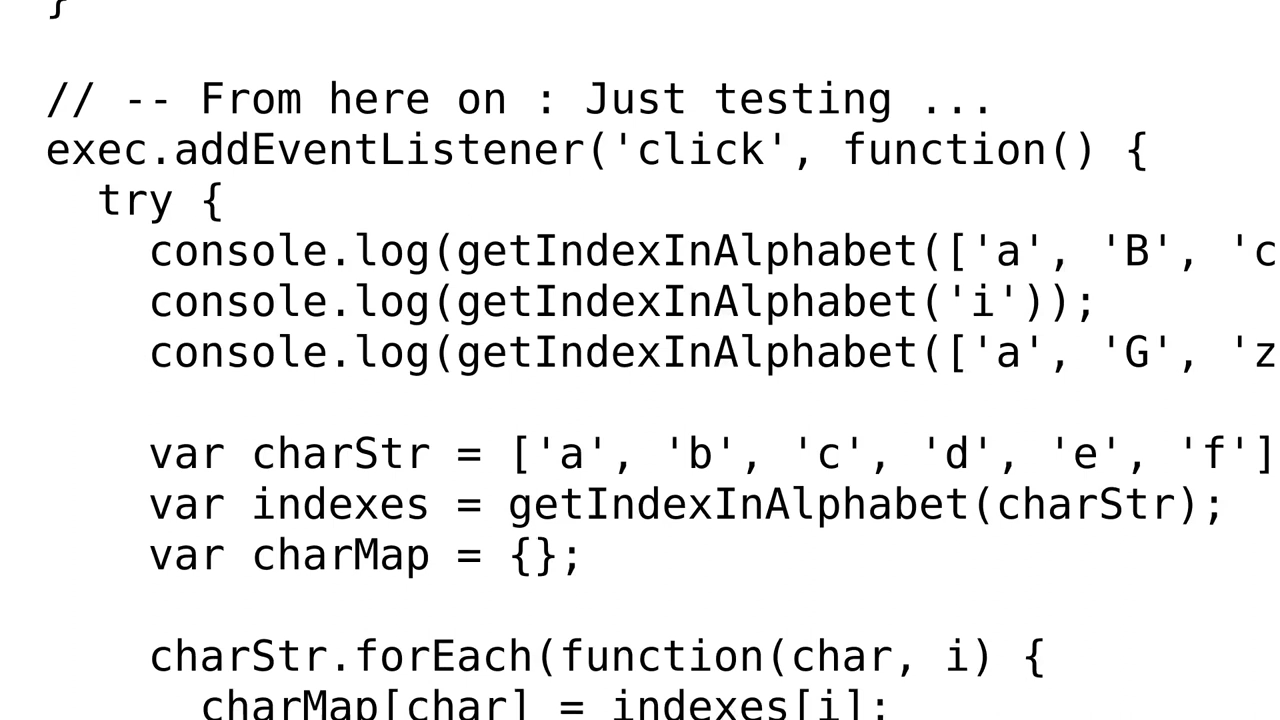 }
// -- From here on : Just testing ...
exec.addEventListener('click', function() {
try {
console.log(getIndexInAlphabet(['a', 'B', 'c
console.log(getIndexInAlphabet('i'));
console.log(getIndexInAlphabet(['a', 'G', 'z
var charStr = ['a', 'b', 'c', 'd', 'e', 'f']
var indexes = getIndexInAlphabet(charStr);
var charMap = {};
charStr.forEach(function(char, i) {
charMap[char] = indexes[i];